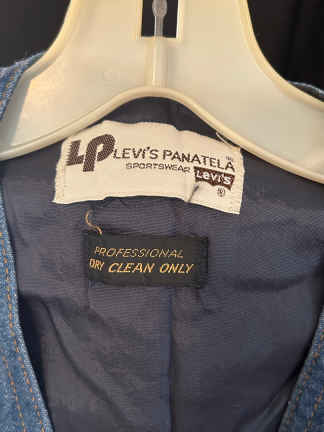 LP LEVI'S PANATELA
SPORTSWEAR Levi's
®
PROFESSIONAL
DRY CLEAN ONLY